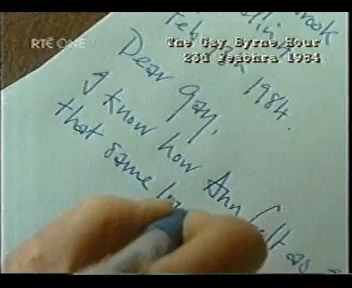 RTÉ ONE
The Gay Byrne Hour
23d Feabhra 1984
Feb 1984.
Dear Gay,
I know how Ann felt as
that same